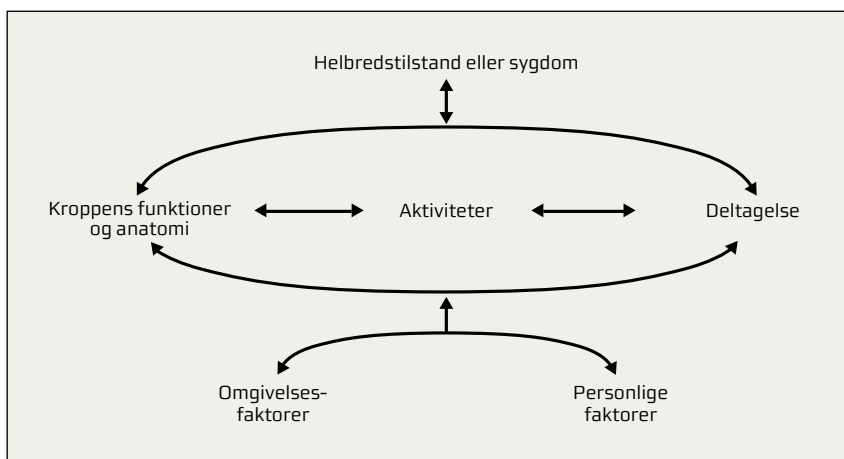 Helbredstilstand eller sygdom
Kroppens funktioner
og anatomi
Aktiviteter
Deltagelse
Omgivelses-
faktorer
Personlige
faktorer